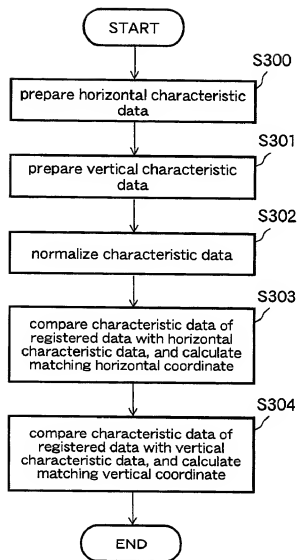 START
S300
prepare horizontal characteristic
data
S301
prepare vertical characteristic
data
S302
normalize characteristic data
S303
compare characteristic data of
registered data with horizontal
characteristic data, and calculate
matching horizontal coordinate
S304
compare characteristic data of
registered data with vertical
characteristic data, and calculate
matching vertical coordinate
END